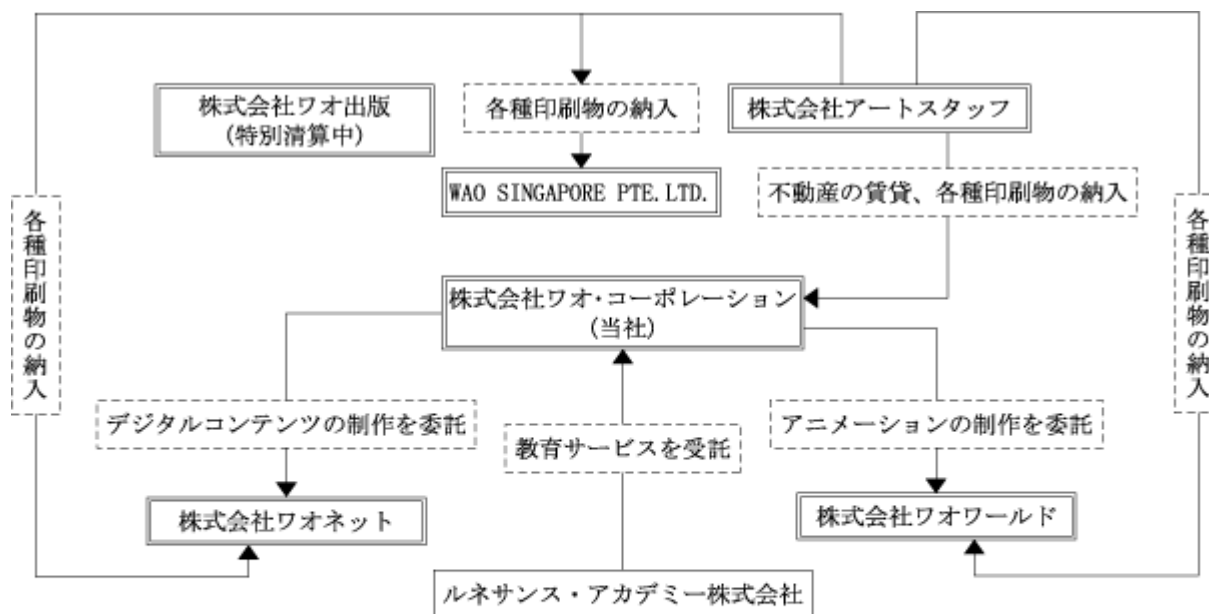 株式会社ワオ出版
(特別清算中)
各種印刷物の納入
株式会社アートスタッフ
WAO SINGAPORE PTE.LTD.
不動産の賃貸、各種印刷物の納入
各種印刷物の納入
各種印刷物の納入
株式会社ワオ・コーポレーション
(当社)
デジタルコンテンツの制作を委託
教育サービスを受託
アニメーションの制作を委託
株式会社ワオネット
株式会社ワオワールド
ルネサンス・アカデミー株式会社